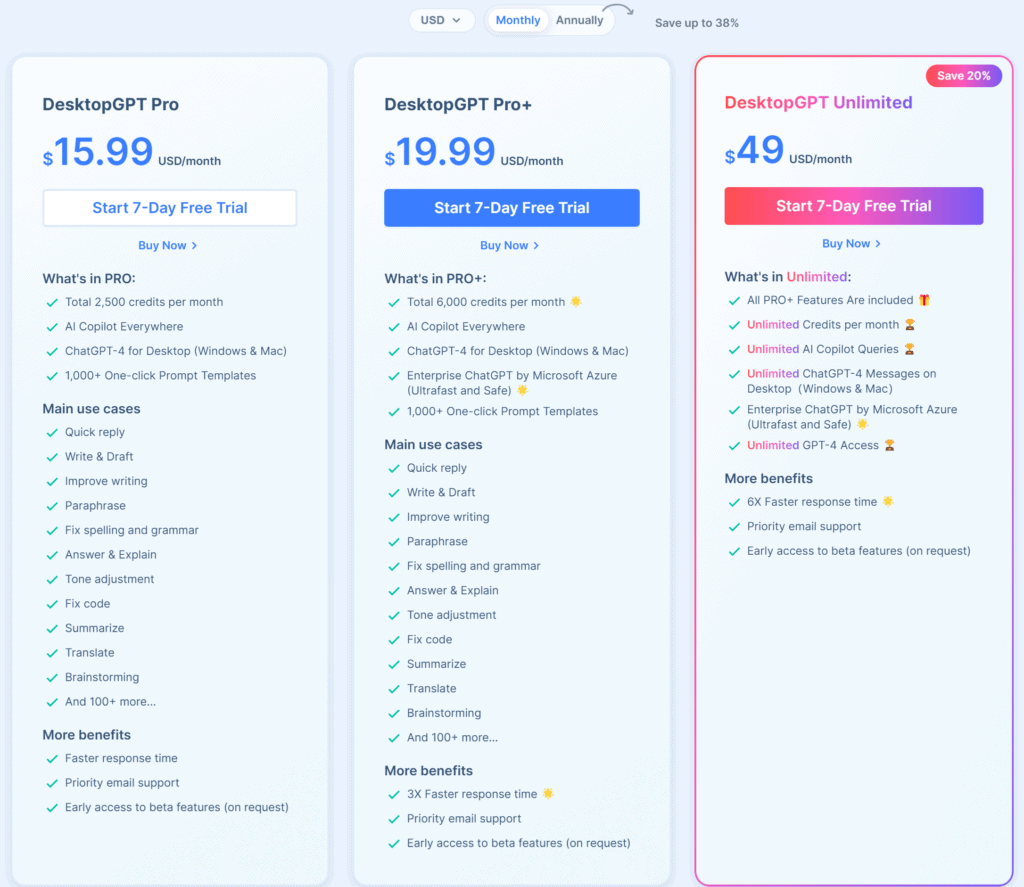 USD
Monthly
Annually
Save up to 38%
DesktopGPT Pro
$15.99 USD/month
Start 7-Day Free Trial
Buy Now
What's in PRO:
Total 2,500 credits per month
AI Copilot Everywhere
ChatGPT-4 for Desktop (Windows & Mac)
1,000+ One-click Prompt Templates
Main use cases
Quick reply
Write & Draft
Improve writing
Paraphrase
Fix spelling and grammar
Answer & Explain
Tone adjustment
Fix code
Summarize
Translate
Brainstorming
And 100+ more...
More benefits
Faster response time
Priority email support
Early access to beta features (on request)
DesktopGPT Pro+
$19.99 USD/month
Start 7-Day Free Trial
Buy Now
What's in PRO+:
Total 6,000 credits per month 🌟
AI Copilot Everywhere
ChatGPT-4 for Desktop (Windows & Mac)
Enterprise ChatGPT by Microsoft Azure
(Ultrafast and Safe) 🌟
1,000+ One-click Prompt Templates
Main use cases
Quick reply
Write & Draft
Improve writing
Paraphrase
Fix spelling and grammar
Answer & Explain
Tone adjustment
Fix code
Summarize
Translate
Brainstorming
And 100+ more...
More benefits
3X Faster response time 🌟
Priority email support
Early access to beta features (on request)
Save 20%
DesktopGPT Unlimited
$49 USD/month
Start 7-Day Free Trial
Buy Now
What's in Unlimited:
All PRO+ Features Are included 🎁
Unlimited Credits per month 🏆
Unlimited AI Copilot Queries 🏆
Unlimited ChatGPT-4 Messages on
Desktop（Windows & Mac）
Enterprise ChatGPT by Microsoft Azure
(Ultrafast and Safe) 🌟
Unlimited GPT-4 Access 🏆
More benefits
6X Faster response time 🌟
Priority email support
Early access to beta features (on request)